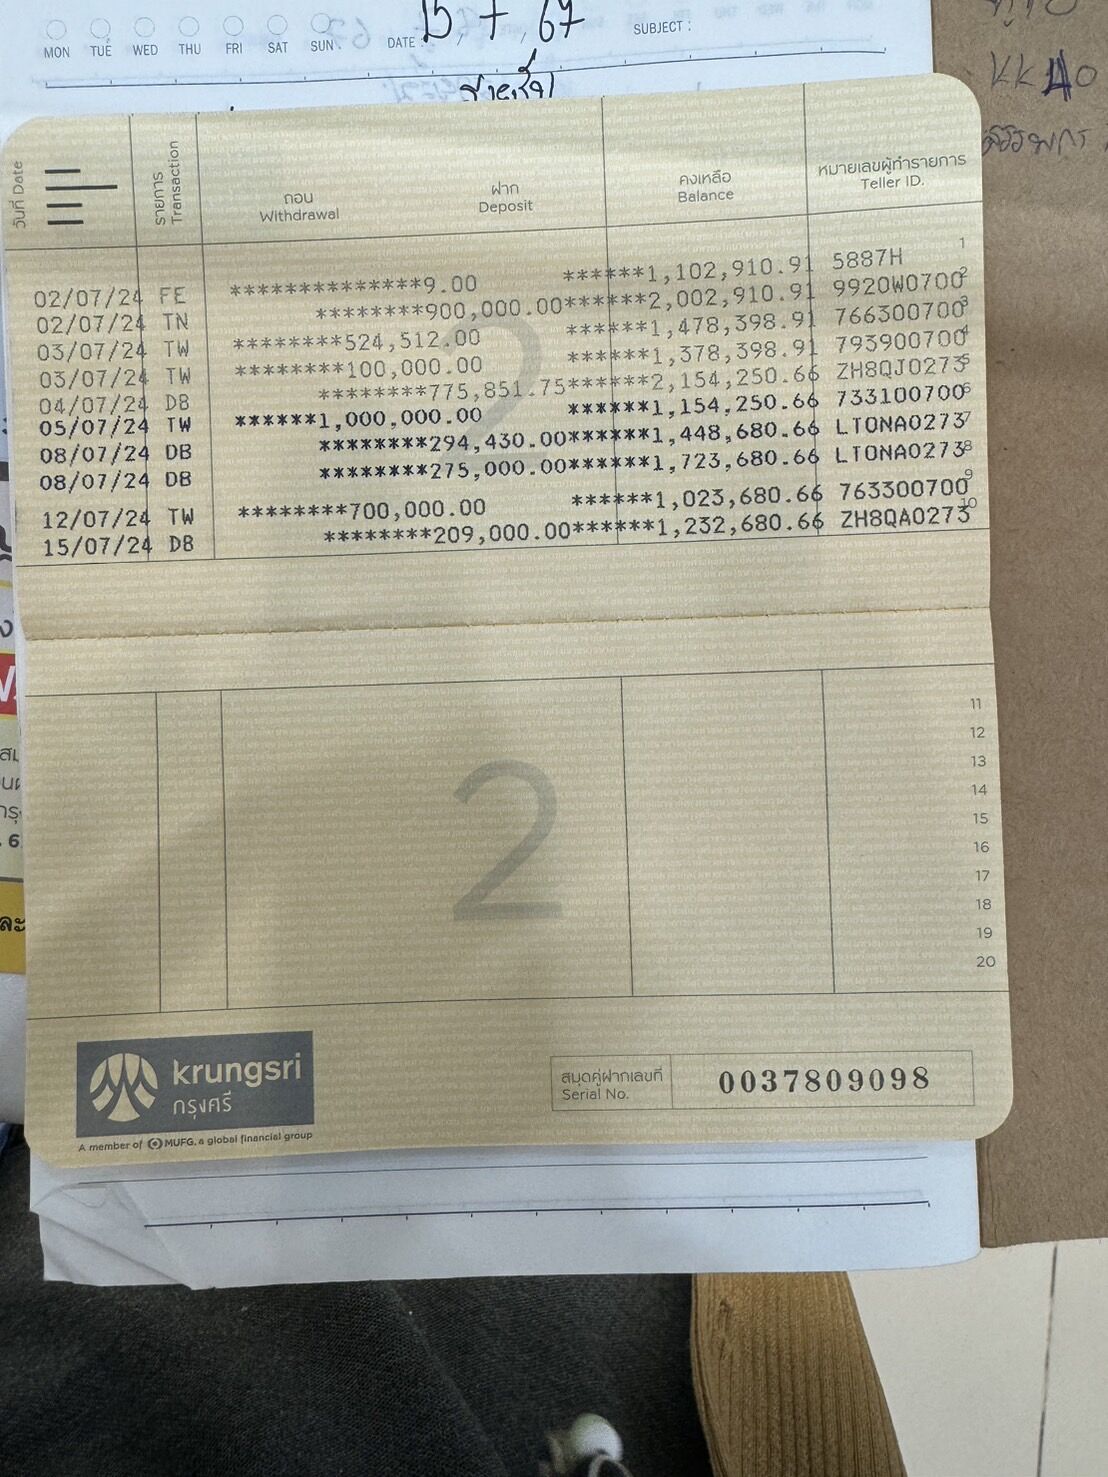 MON TUE WED THU FRI SAT SUN DATE: 15, 7, 67 SUBJECT:
วันที่ Date
รายการ Transaction
ถอน Withdrawal
ฝาก Deposit
คงเหลือ Balance
หมายเลขผู้ทำรายการ Teller ID.
02/07/24 FE **************9.00 ******1,102,910.91 5887H 1
02/07/24 TN ********900,000.00******2,002,910.91 9920W0700 2
03/07/24 TW ********524,512.00 ******1,478,398.91 766300700 3
03/07/24 TW ********100,000.00 ******1,378,398.91 793900700 4
04/07/24 DB ********775,851.75******2,154,250.66 ZH8QJ0273 5
05/07/24 TW ******1,000,000.00 ******1,154,250.66 733100700 6
08/07/24 DB ********294,430.00******1,448,680.66 LTONA0273 7
08/07/24 DB ********275,000.00******1,723,680.66 LTONA0273 8
12/07/24 TW ********700,000.00 ******1,023,680.66 763300700 9
15/07/24 DB ********209,000.00******1,232,680.66 ZH8QA0273 10
2
11
12
13
14
15
16
17
18
19
20
2
krungsri
กรุงศรี
A member of MUFG, a global financial group
สมุดคู่ฝากเลขที่
Serial No.
0037809098